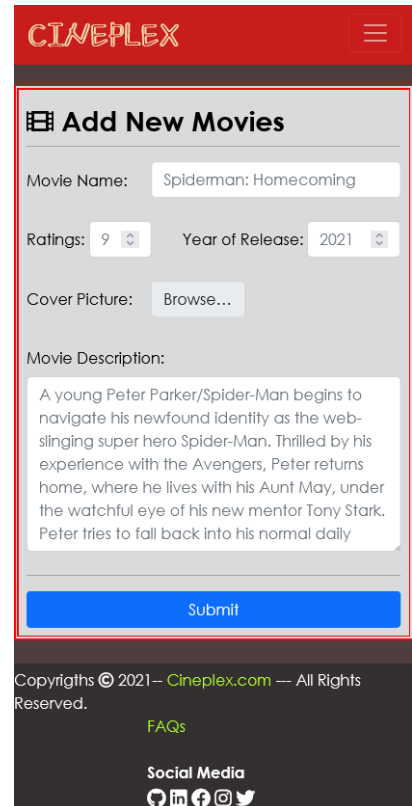 CINEPLEX
Add New Movies
Movie Name: Spiderman: Homecoming
Ratings: 9 Year of Release: 2021
Cover Picture: Browse...
Movie Description:
A young Peter Parker/Spider-Man begins to
navigate his newfound identity as the web-
slinging super hero Spider-Man. Thrilled by his
experience with the Avengers, Peter returns
home, where he lives with his Aunt May, under
the watchful eye of his new mentor Tony Stark.
Peter tries to fall back into his normal daily
Submit
Copyrigths © 2021-- Cineplex.com --- All Rights
Reserved.
FAQs
Social Media